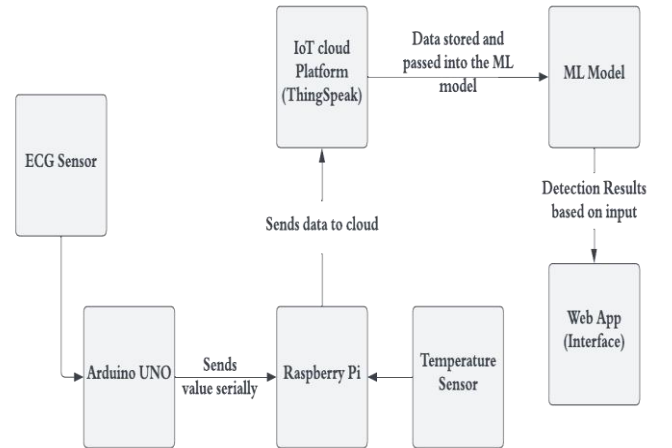 IoT cloud
Platform
(ThingSpeak)
Data stored and
passed into the ML
model
ML Model
ECG Sensor
Detection Results
based on input
Sends data to cloud
Web App
(Interface)
Arduino UNO
Sends
value serially
Raspberry Pi
Temperature
Sensor